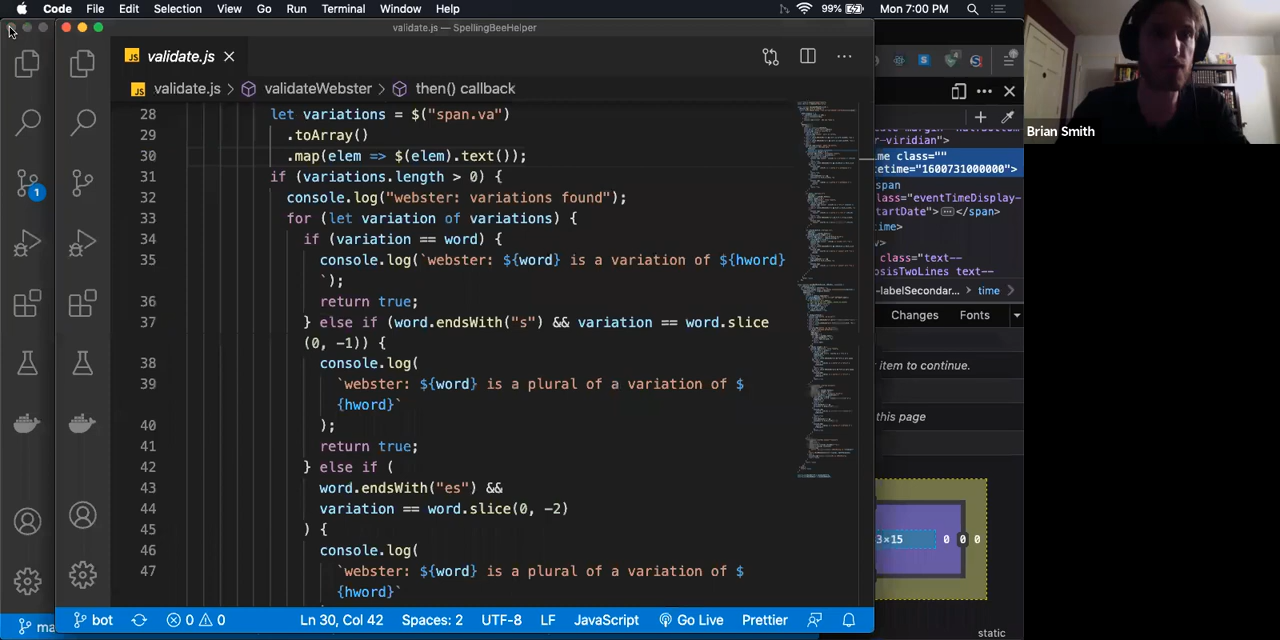 Code File Edit Selection View Go Run Terminal Window Help 99% Mon 7:00 PM
validate.js — SpellingBeeHelper
JS validate.js
JS validate.js > validateWebster > then() callback
28 let variations = $("span.va")
29 .toArray()
30 .map(elem => $(elem).text());
31 if (variations.length > 0) {
32 console.log("webster: variations found");
33 for (let variation of variations) {
34 if (variation == word) {
35 console.log(`webster: ${word} is a variation of ${hword}
`);
36 return true;
37 } else if (word.endsWith("s") && variation == word.slice
(0, -1)) {
38 console.log(
39 `webster: ${word} is a plural of a variation of $
{hword}`
40 );
41 return true;
42 } else if (
43 word.endsWith("es") &&
44 variation == word.slice(0, -2)
45 ) {
46 console.log(
47 `webster: ${word} is a plural of a variation of $
{hword}`
1
bot 0 0 Ln 30, Col 42 Spaces: 2 UTF-8 LF JavaScript Go Live Prettier
ma
r-viridian"
me class=""
etime="1600731000000">
span
lass="eventTimeDisplay-
tartDate">…</span>
ime>
v>
class="text--
osisTwoLines text--
-labelSecondar... > time
Changes Fonts
item to continue.
this page
3×15 0 0 0
static
Brian Smith